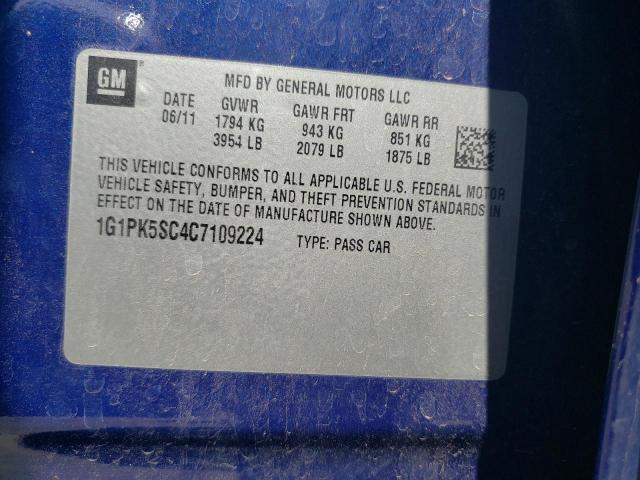 GM
MFD BY GENERAL MOTORS LLC
DATE GVWR GAWR FRT GAWR RR
06/11 1794 KG 943 KG 851 KG
3954 LB 2079 LB 1875 LB
THIS VEHICLE CONFORMS TO ALL APPLICABLE U.S. FEDERAL MOTOR
VEHICLE SAFETY, BUMPER, AND THEFT PREVENTION STANDARDS IN
EFFECT ON THE DATE OF MANUFACTURE SHOWN ABOVE.
1G1PK5SC4C7109224 TYPE: PASS CAR